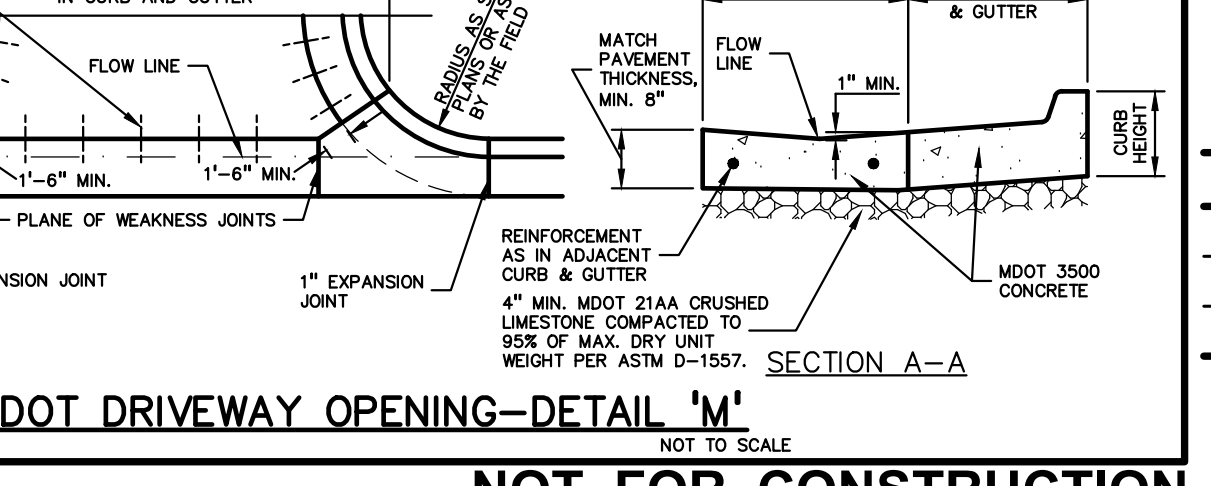 IN CURB AND GUTTER
FLOW LINE
RADIUS AS
PLANS OR AS
BY THE FIELD
1'-6" MIN.
1'-6" MIN.
PLANE OF WEAKNESS JOINTS
NSION JOINT
1" EXPANSION
JOINT
& GUTTER
MATCH
PAVEMENT
THICKNESS,
MIN. 8"
FLOW
LINE
1" MIN.
CURB
HEIGHT
REINFORCEMENT
AS IN ADJACENT
CURB & GUTTER
MDOT 3500
CONCRETE
4" MIN. MDOT 21AA CRUSHED
LIMESTONE COMPACTED TO
95% OF MAX. DRY UNIT
WEIGHT PER ASTM D-1557.
SECTION A-A
DOT DRIVEWAY OPENING-DETAIL 'M'
NOT TO SCALE
NOT FOR CONSTRUCTION